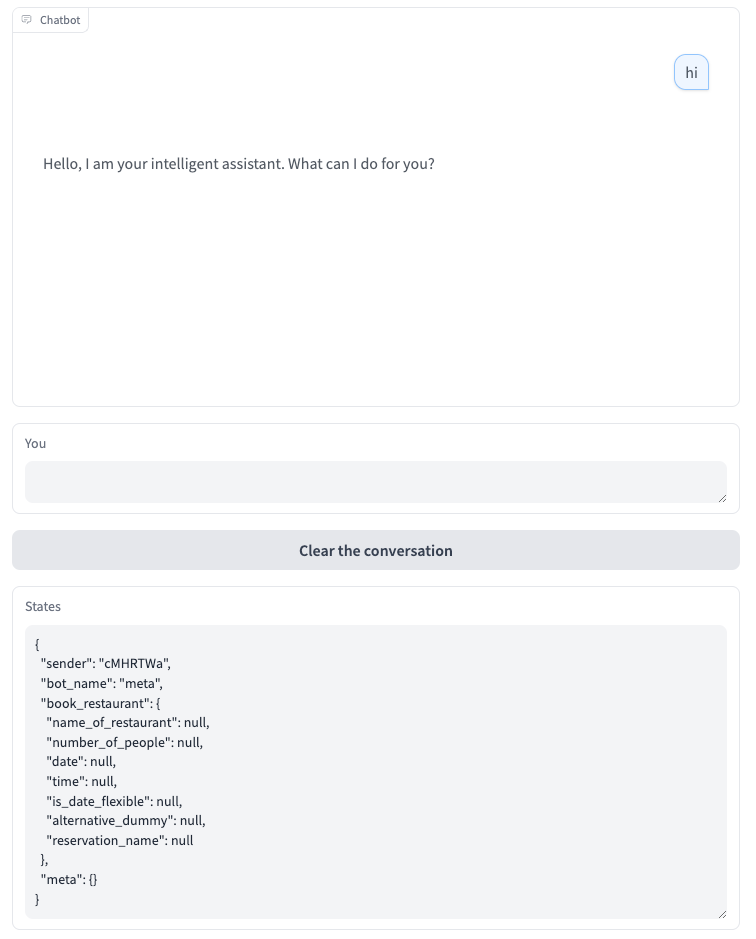 Chatbot
hi
Hello, I am your intelligent assistant. What can I do for you?
You
Clear the conversation
States
{
  "sender": "cMHRTWa",
  "bot_name": "meta",
  "book_restaurant": {
    "name_of_restaurant": null,
    "number_of_people": null,
    "date": null,
    "time": null,
    "is_date_flexible": null,
    "alternative_dummy": null,
    "reservation_name": null
  },
  "meta": {}
}